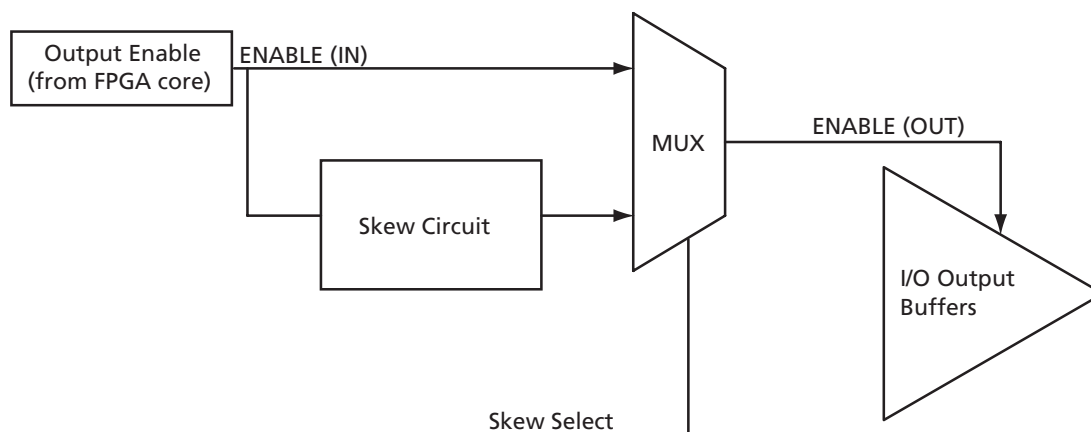 Output Enable
(from FPGA core)
ENABLE (IN)
MUX
ENABLE (OUT)
Skew Circuit
I/O Output
Buffers
Skew Select